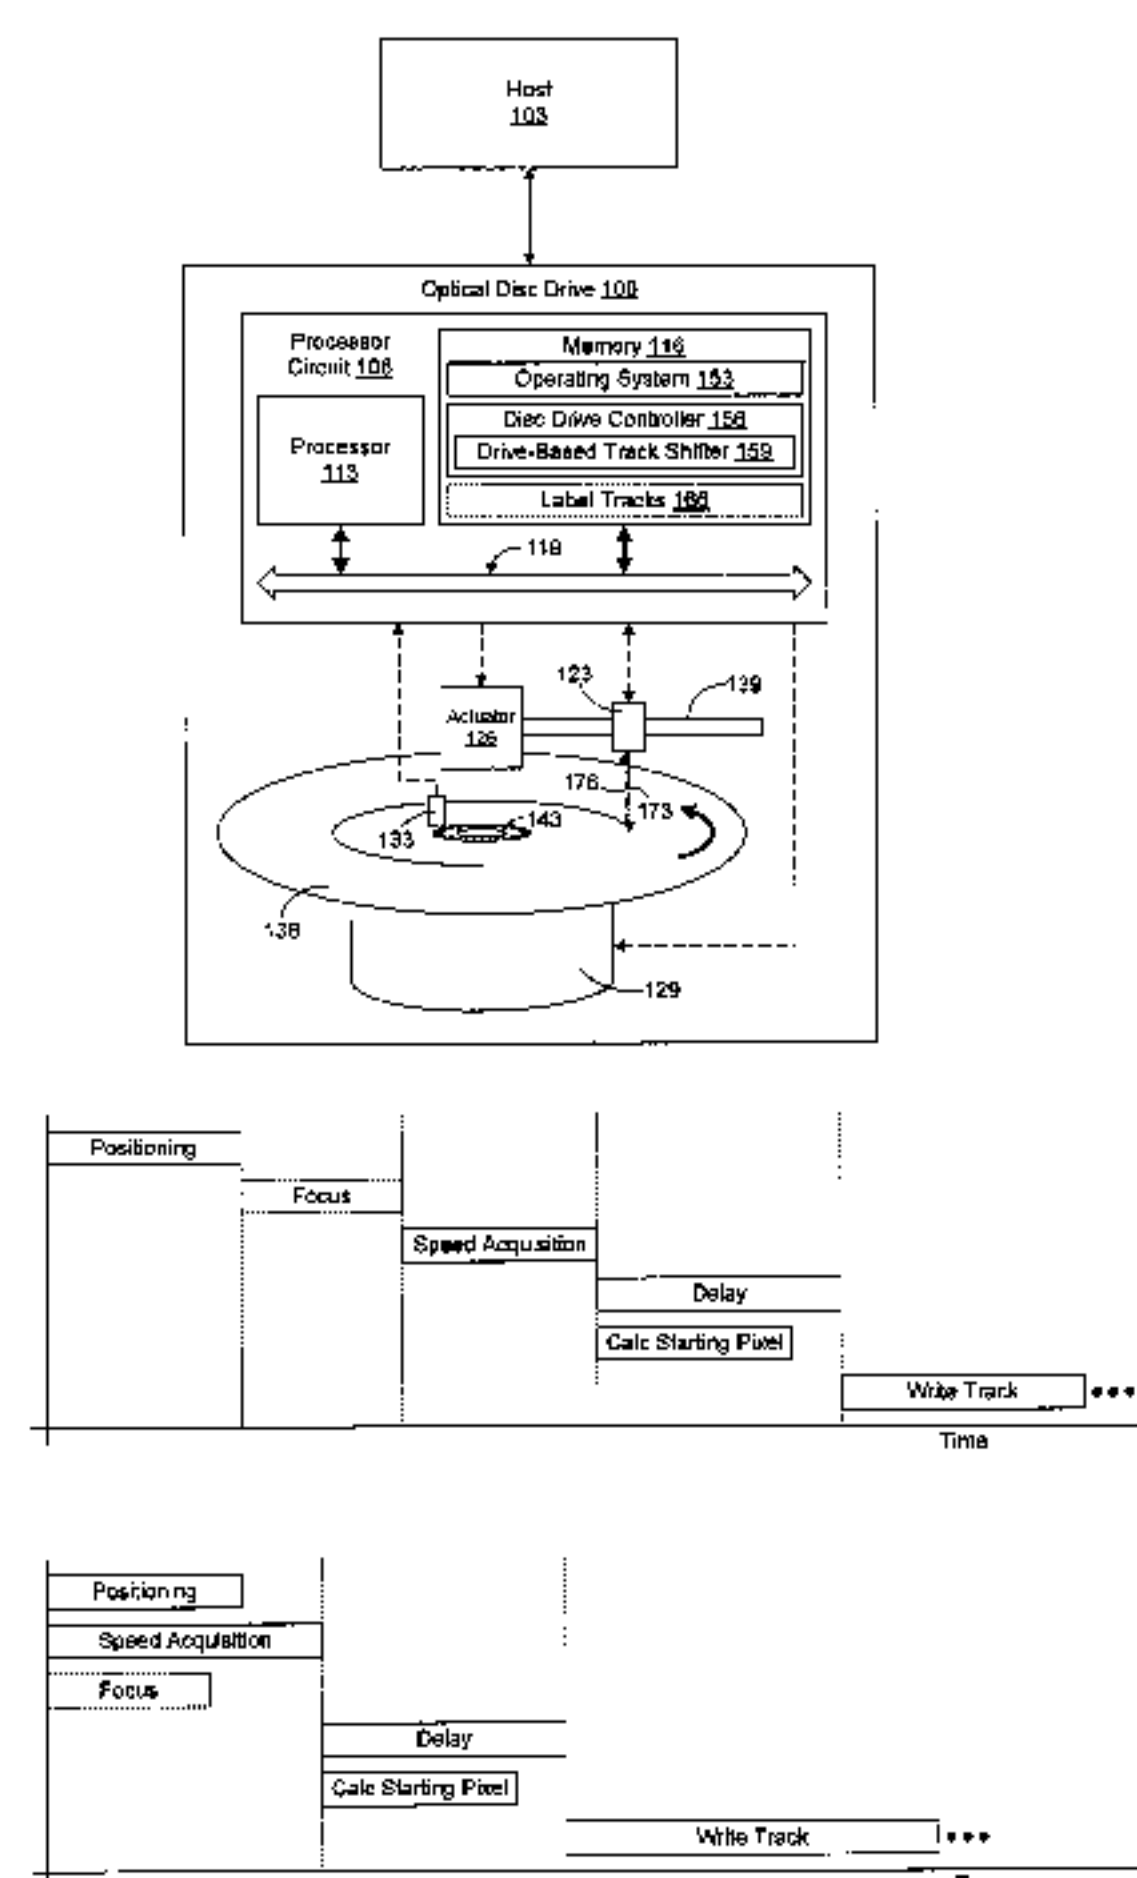 Host
103
Optical Disc Drive 100
Processor
Circuit 106
Memory 116
Operating System 153
Disc Drive Controller 156
Drive-Based Track Shifter 159
Label Tracks 166
Processor
113
119
123
139
Actuator
126
176
173
133
143
138
129
Positioning
Focus
Speed Acquisition
Delay
Calc Starting Pixel
Write Track
Time
Positioning
Speed Acquisition
Focus
Delay
Calc Starting Pixel
Write Track